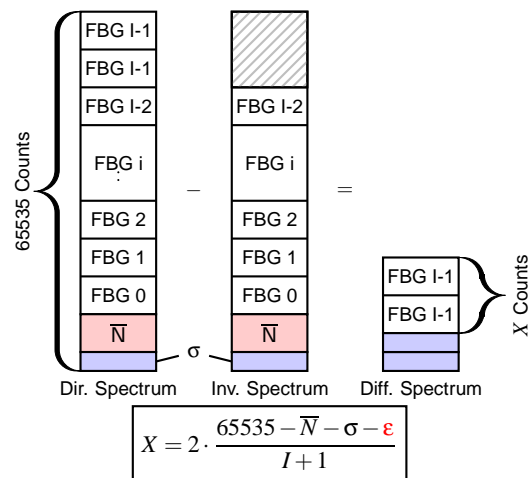 65535 Counts
FBG I-1
FBG I-1
FBG I-2
FBG i
:
FBG 2
FBG 1
FBG 0
N̅
Dir. Spectrum
−
FBG I-2
FBG i
FBG 2
FBG 1
FBG 0
N̅
σ
Inv. Spectrum
=
FBG I-1
FBG I-1
X Counts
Diff. Spectrum
X = 2 · (65535 − N̅ − σ − ε) / (I + 1)